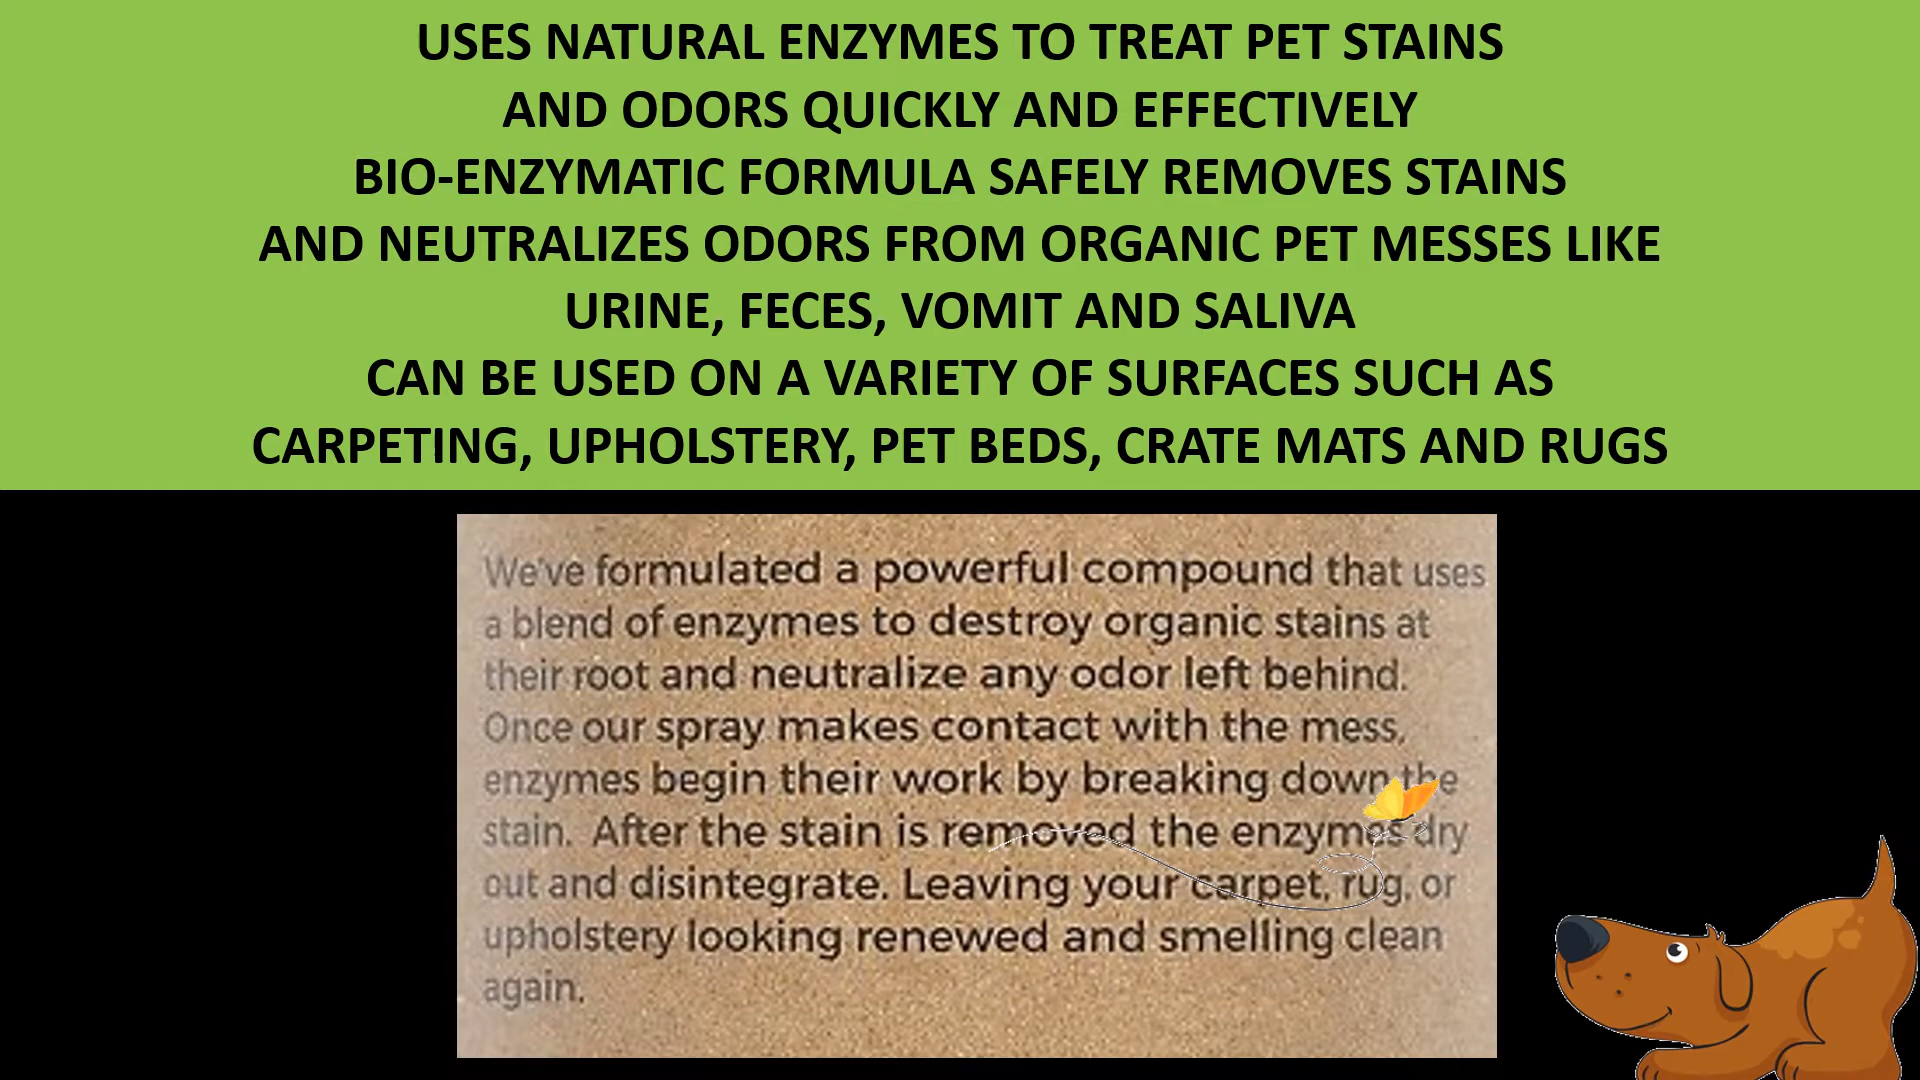 USES NATURAL ENZYMES TO TREAT PET STAINS
AND ODORS QUICKLY AND EFFECTIVELY
BIO-ENZYMATIC FORMULA SAFELY REMOVES STAINS
AND NEUTRALIZES ODORS FROM ORGANIC PET MESSES LIKE
URINE, FECES, VOMIT AND SALIVA
CAN BE USED ON A VARIETY OF SURFACES SUCH AS
CARPETING, UPHOLSTERY, PET BEDS, CRATE MATS AND RUGS
We've formulated a powerful compound that uses
a blend of enzymes to destroy organic stains at
their root and neutralize any odor left behind.
Once our spray makes contact with the mess,
enzymes begin their work by breaking down the
stain. After the stain is removed the enzymes dry
out and disintegrate. Leaving your carpet, rug, or
upholstery looking renewed and smelling clean
again.